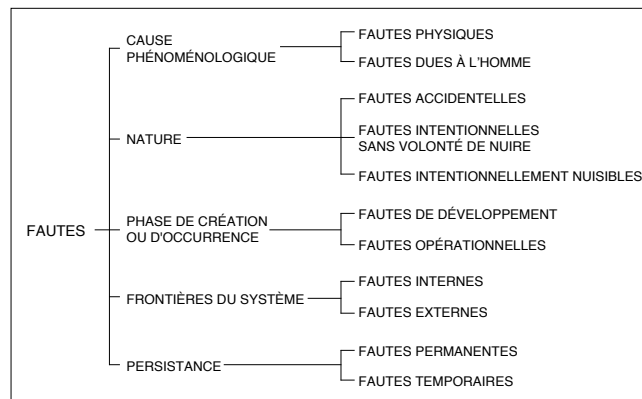 FAUTES
CAUSE
PHÉNOMÉNOLOGIQUE
FAUTES PHYSIQUES
FAUTES DUES À L'HOMME
NATURE
FAUTES ACCIDENTELLES
FAUTES INTENTIONNELLES
SANS VOLONTÉ DE NUIRE
FAUTES INTENTIONNELLEMENT NUISIBLES
PHASE DE CRÉATION
OU D'OCCURRENCE
FAUTES DE DÉVELOPPEMENT
FAUTES OPÉRATIONNELLES
FRONTIÈRES DU SYSTÈME
FAUTES INTERNES
FAUTES EXTERNES
PERSISTANCE
FAUTES PERMANENTES
FAUTES TEMPORAIRES